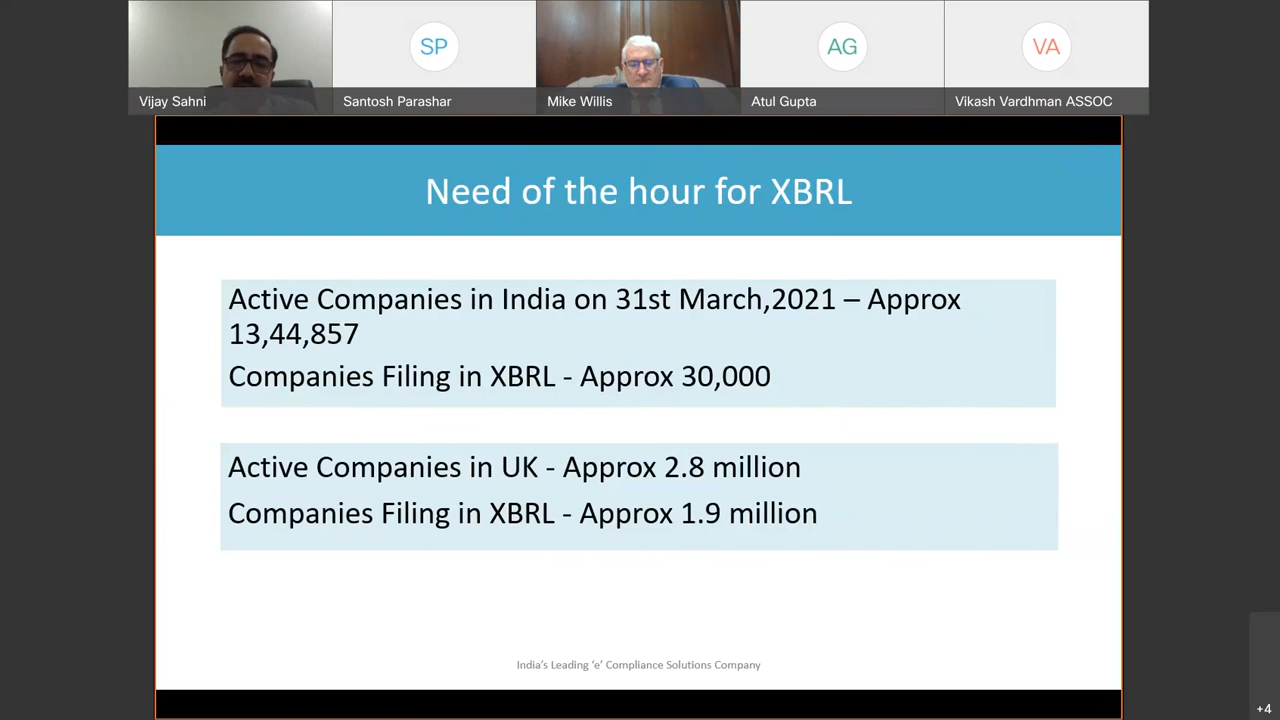 SP
AG
VA
Vijay Sahni
Santosh Parashar
Mike Willis
Atul Gupta
Vikash Vardhman ASSOC
Need of the hour for XBRL
Active Companies in India on 31st March,2021 – Approx
13,44,857
Companies Filing in XBRL - Approx 30,000
Active Companies in UK - Approx 2.8 million
Companies Filing in XBRL - Approx 1.9 million
India’s Leading ‘e’ Compliance Solutions Company
+4